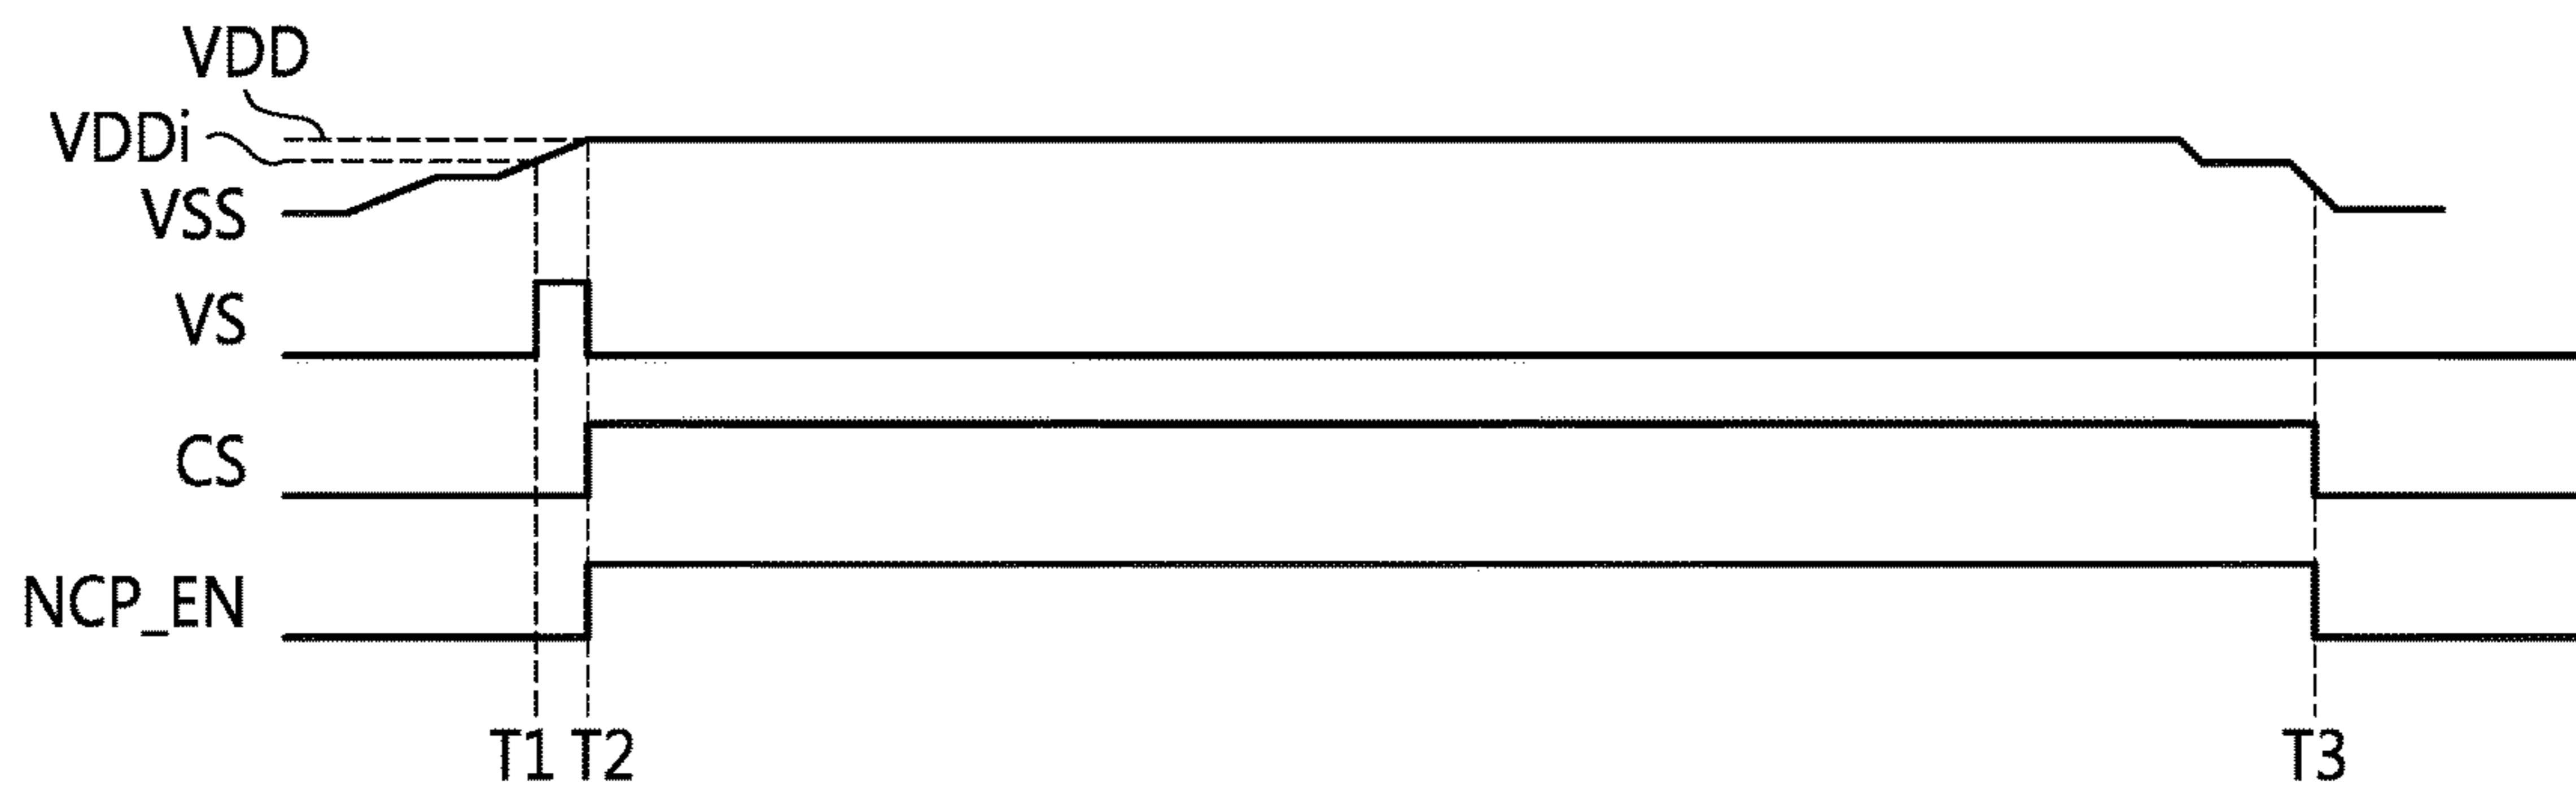 VDD
VDDi
VSS
VS
CS
NCP_EN
T1 T2 T3